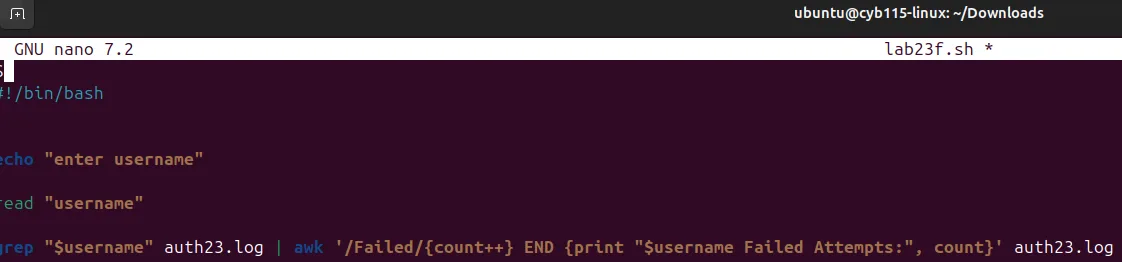 ubuntu@cyb115-linux: ~/Downloads
GNU nano 7.2 lab23f.sh *
s
#!/bin/bash
echo "enter username"
read "username"
grep "$username" auth23.log | awk '/Failed/{count++} END {print "$username Failed Attempts:", count}' auth23.log